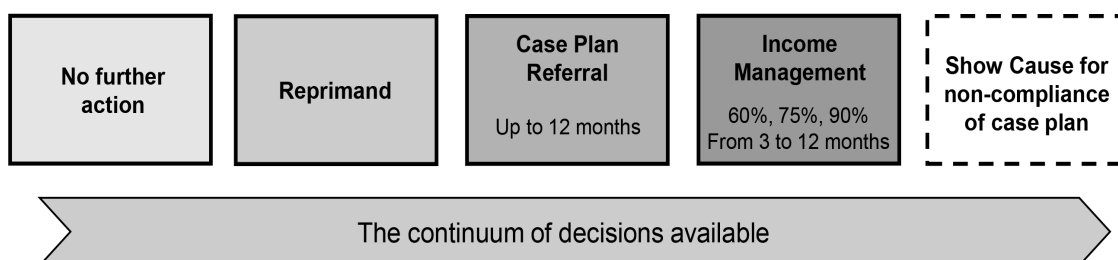 No further
action
Reprimand
Case Plan
Referral
Up to 12 months
Income
Management
60%, 75%, 90%
From 3 to 12 months
Show Cause for
non-compliance
of case plan
The continuum of decisions available